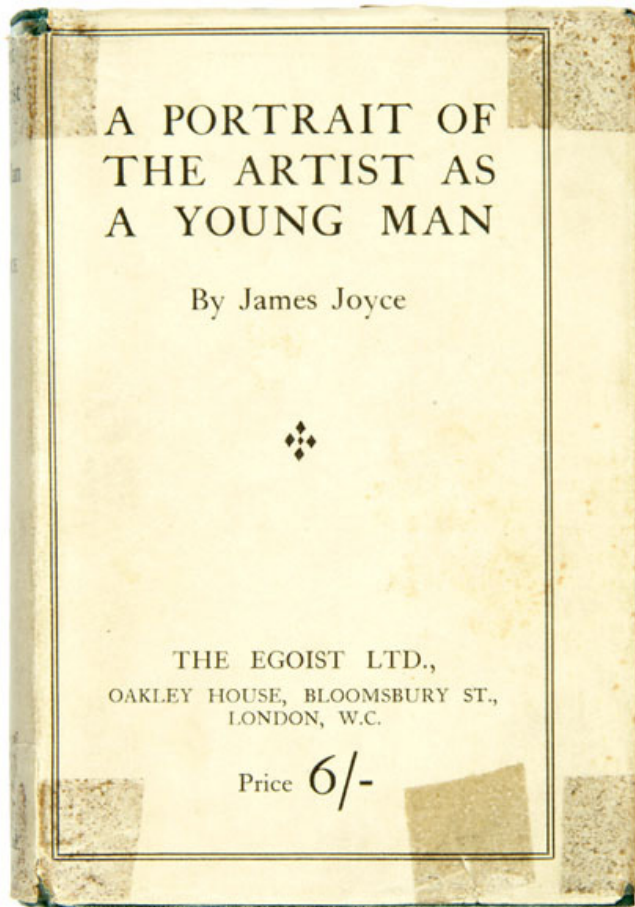 A PORTRAIT OF
THE ARTIST AS
A YOUNG MAN
By James Joyce
THE EGOIST LTD.,
OAKLEY HOUSE, BLOOMSBURY ST.,
LONDON, W.C.
Price 6/-